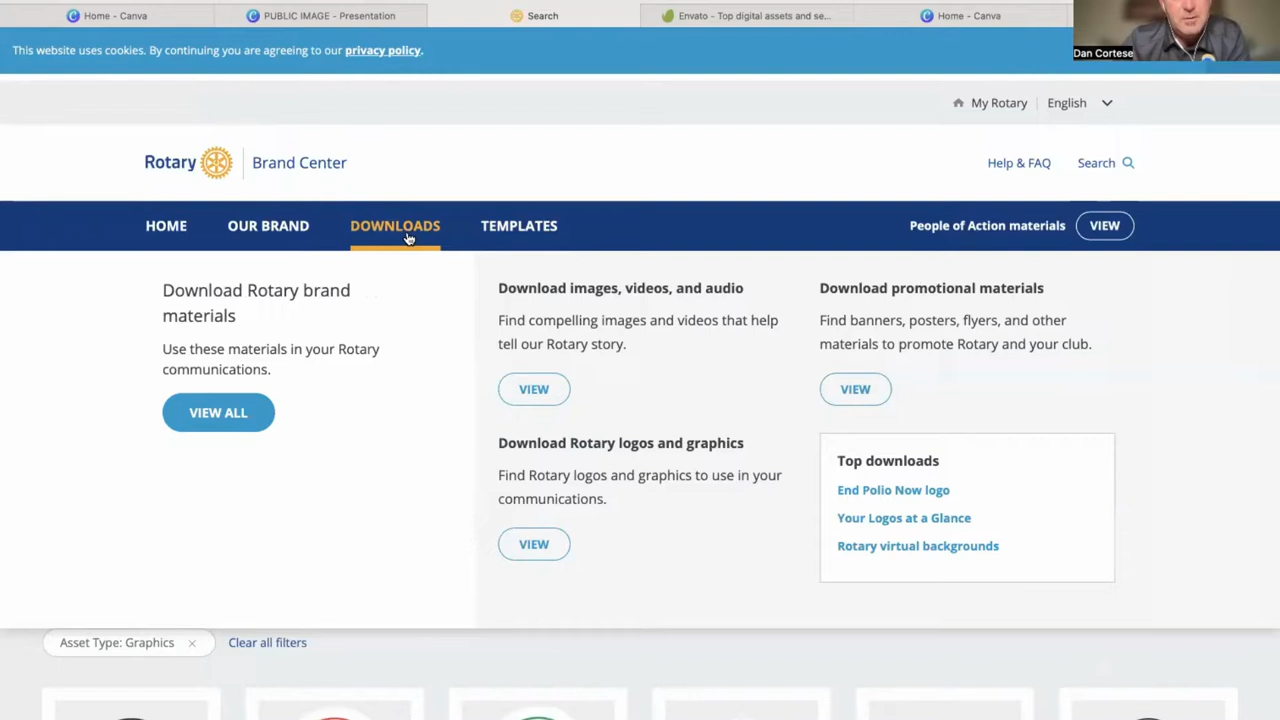 Home - Canva
PUBLIC IMAGE - Presentation
Search
Envato - Top digital assets and se...
Home - Canva
This website uses cookies. By continuing you are agreeing to our privacy policy.
Dan Cortese
My Rotary
English
Rotary
Brand Center
Help & FAQ
Search
HOME
OUR BRAND
DOWNLOADS
TEMPLATES
People of Action materials
VIEW
Download Rotary brand
materials
Use these materials in your Rotary
communications.
VIEW ALL
Download images, videos, and audio
Find compelling images and videos that help
tell our Rotary story.
VIEW
Download promotional materials
Find banners, posters, flyers, and other
materials to promote Rotary and your club.
VIEW
Download Rotary logos and graphics
Find Rotary logos and graphics to use in your
communications.
VIEW
Top downloads
End Polio Now logo
Your Logos at a Glance
Rotary virtual backgrounds
Asset Type: Graphics
Clear all filters